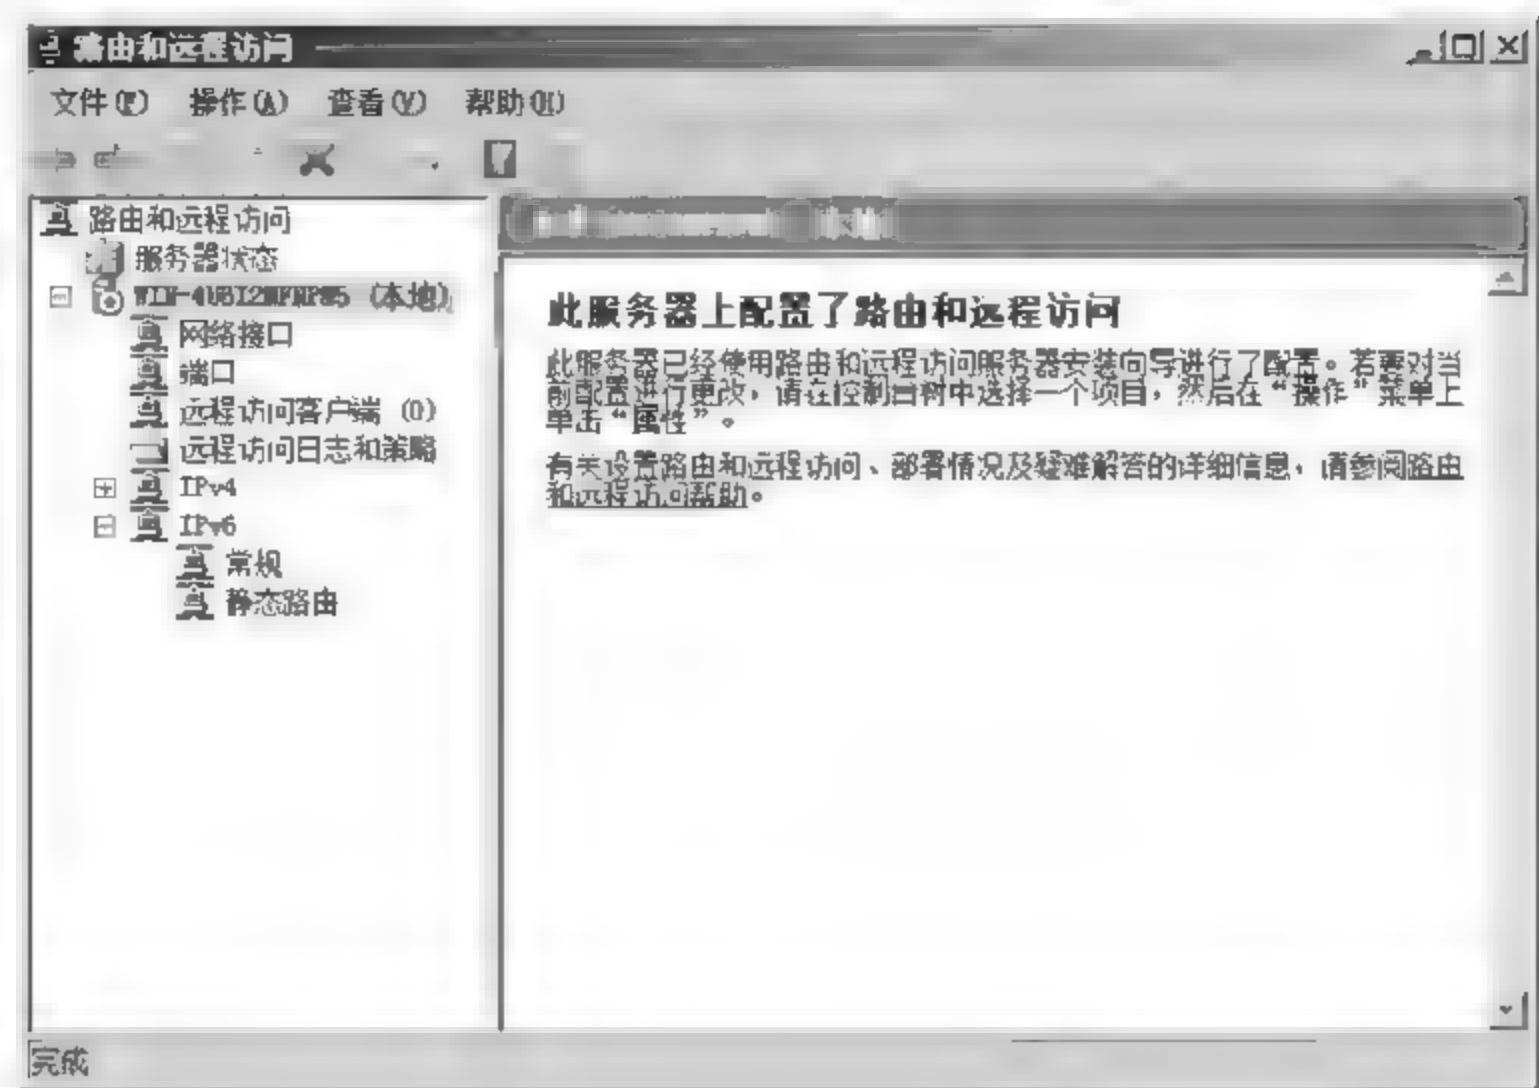 路由和远程访问
文件(F) 操作(A) 查看(V) 帮助(H)
路由和远程访问
服务器状态
(本地)
网络接口
端口
远程访问客户端 (0)
远程访问日志和策略
IPv4
IPv6
常规
静态路由
此服务器上配置了路由和远程访问
此服务器已经使用路由和远程访问服务器安装向导进行了配置。若要对当
前配置进行更改，请在控制台树中选择一个项目，然后在“操作”菜单上
单击“属性”。
有关设置路由和远程访问、部署情况及疑难解答的详细信息，请参阅路由
和远程访问帮助。
完成